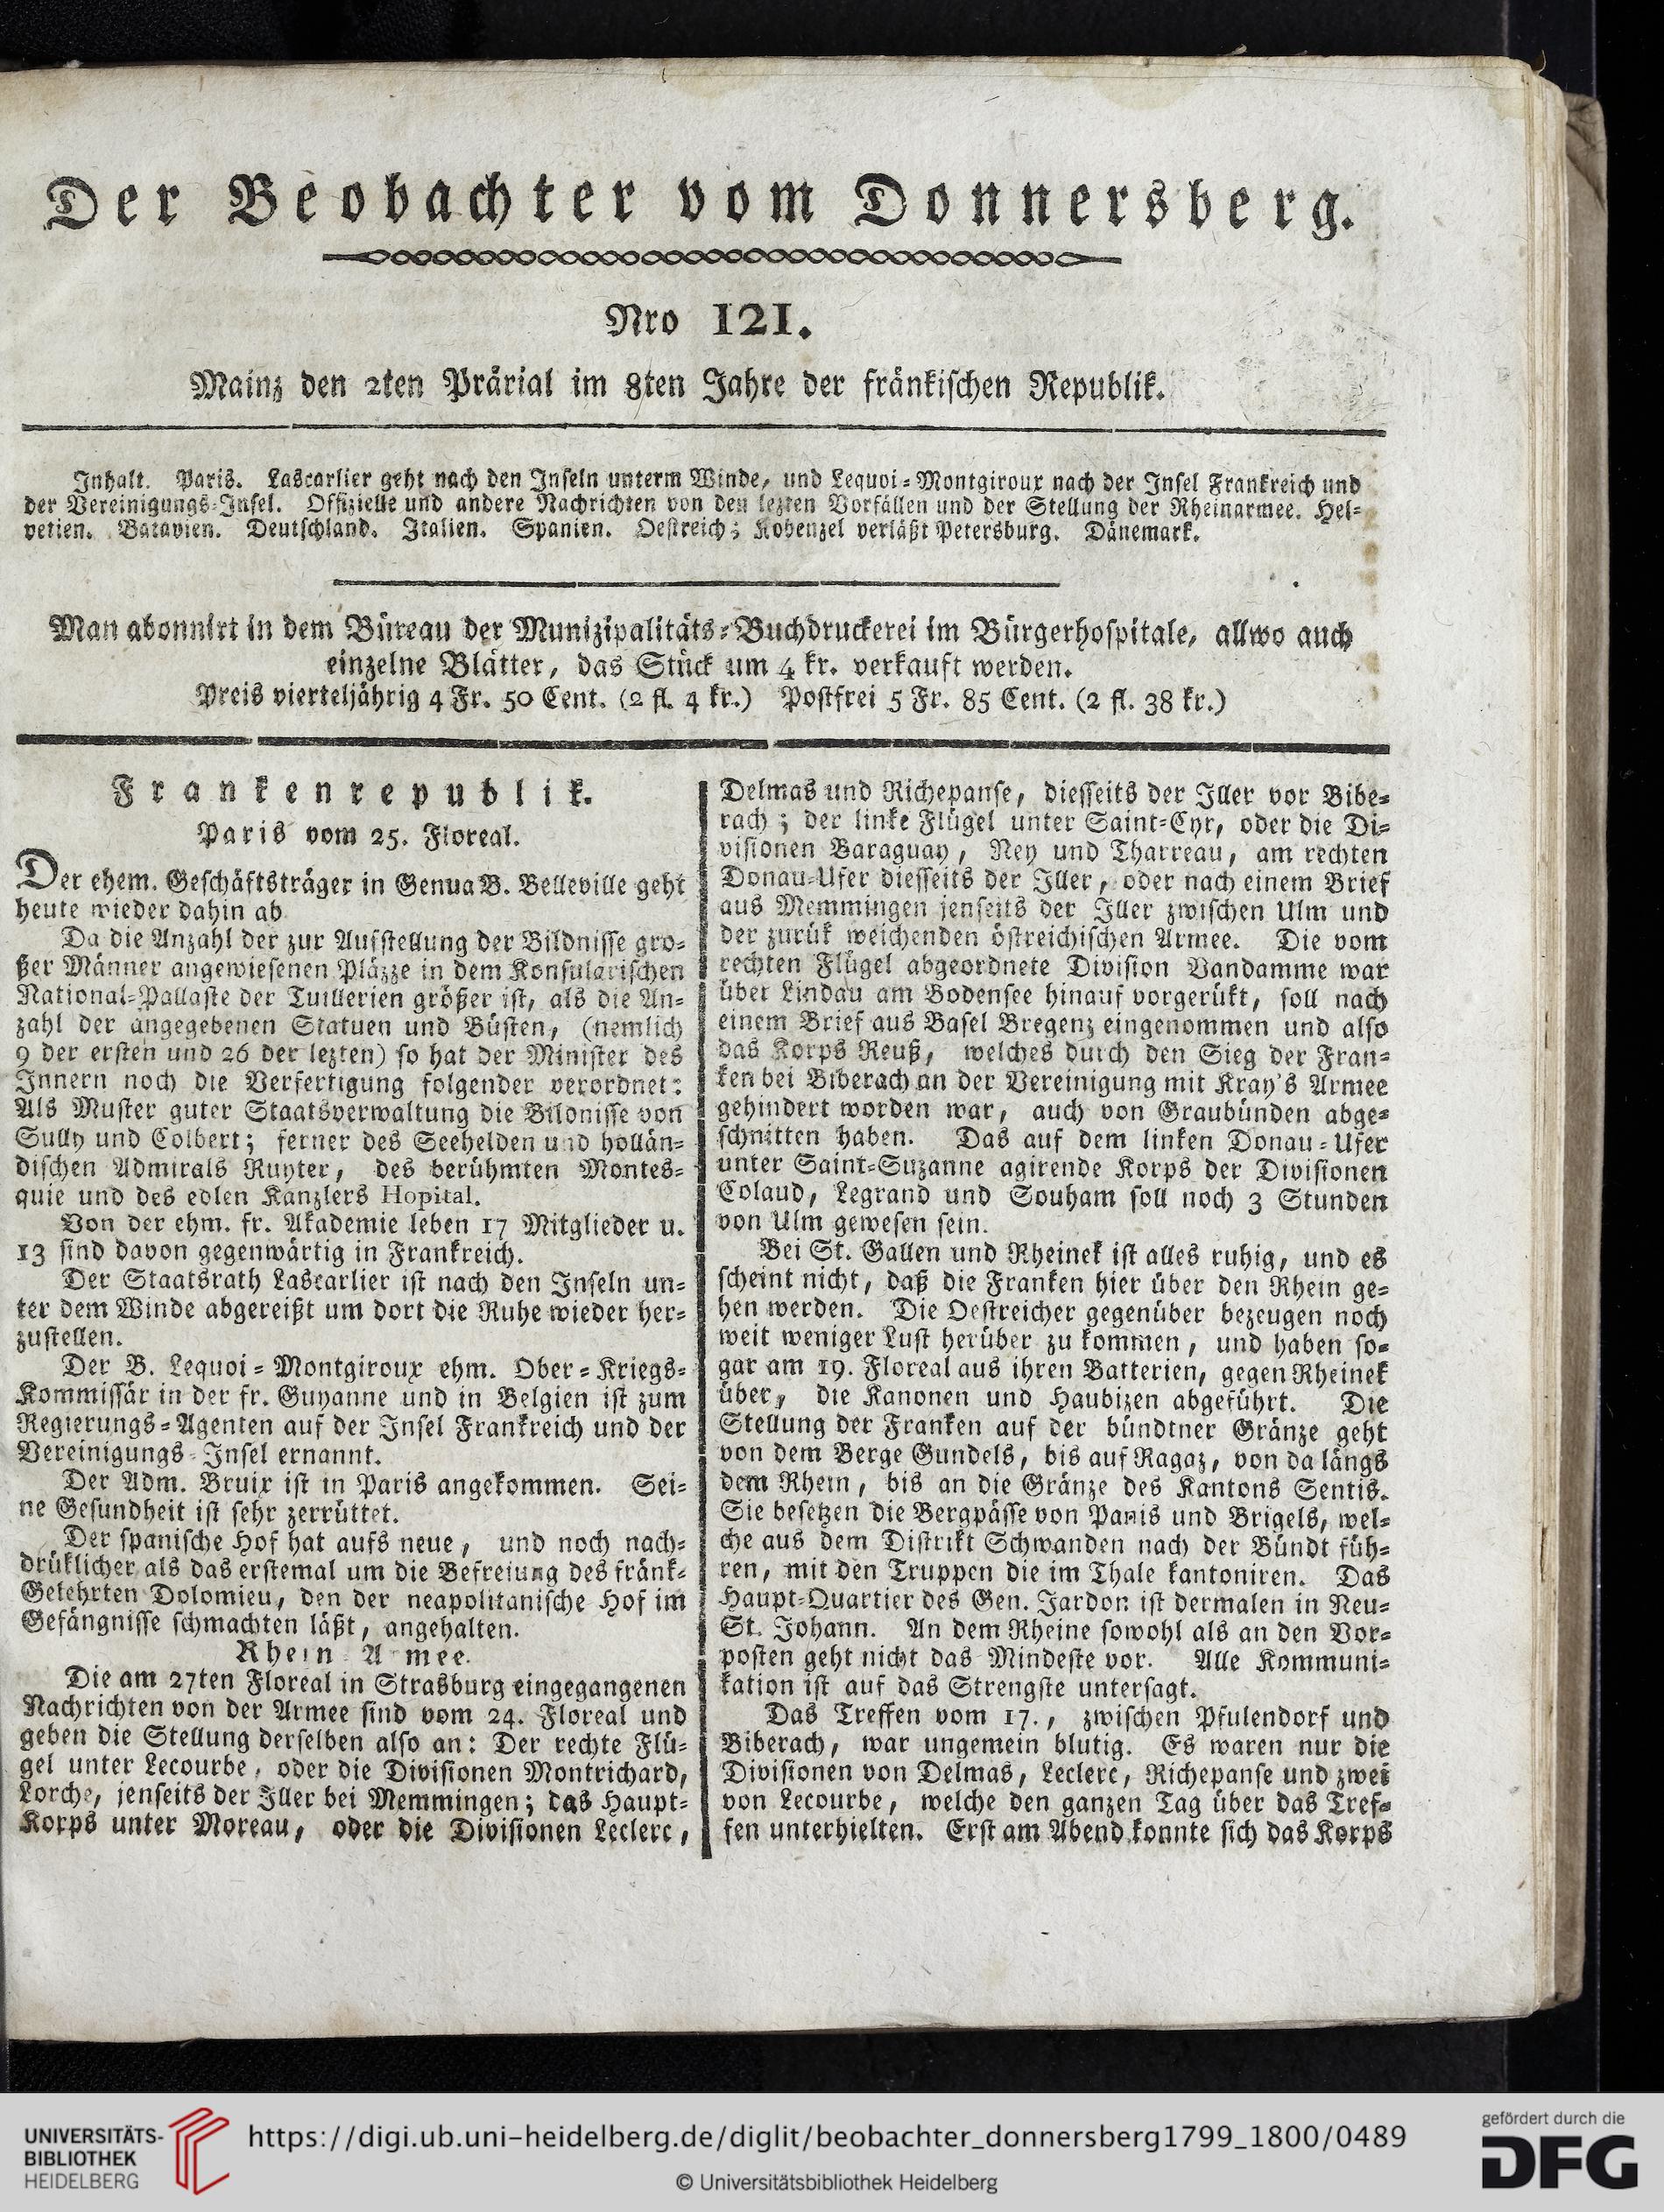 Der Beobachter vom Donnersberg.
Nro 121.
Mainz den 2ten Prärial im 8ten Jahre der fränkischen Republik.
Inhalt. Paris. Lascarlier geht nach den Inseln unterm Winde, und Lequoi-Montgiroux nach der Insel Frankreich und
der Vereinigungs-Insel. Offizielle und andere Nachrichten von den lezten Vorfällen und der Stellung der Rheinarmee. Hel-
vetien. Batavien. Deutschland. Italien. Spanien. Oestreich; Kobenzel verläßt Petersburg. Dänemark.
Man abonnirt in dem Büreau der Munizipalitäts-Buchdruckerei im Bürgerhospitale, allwo auch
einzelne Blätter, das Stück um 4 kr. verkauft werden.
Preis vierteljährig 4 Fr. 50 Cent. (2 fl. 4 kr.) Postfrei 5 Fr. 85 Cent. (2 fl. 38 kr.)
Frankenrepublik.
Paris vom 25. Floreal.
Der ehem. Geschäftsträger in Genua B. Belleville geht
heute wieder dahin ab
Da die Anzahl der zur Aufstellung der Bildnisse gro-
ßer Männer angewiesenen Pläzze in dem Konsularischen
National-Pallaste der Tuillerien größer ist, als die An-
zahl der angegebenen Statuen und Büsten, (nemlich
9 der ersten und 26 der lezten) so hat der Minister des
Innern noch die Verfertigung folgender verordnet:
Als Muster guter Staatsverwaltung die Bildnisse von
Sully und Colbert; ferner des Seehelden und hollän-
dischen Admirals Ruyter, des berühmten Montes-
quie und des edlen Kanzlers Hopital.
Von der ehm. fr. Akademie leben 17 Mitglieder u.
13 sind davon gegenwärtig in Frankreich.
Der Staatsrath Lascarlier ist nach den Inseln un-
ter dem Winde abgereißt um dort die Ruhe wieder her-
zustellen.
Der B. Lequoi-Montgiroux ehm. Ober-Kriegs-
Kommissär in der fr. Guyanne und in Belgien ist zum
Regierungs-Agenten auf der Insel Frankreich und der
Vereinigungs-Insel ernannt.
Der Adm. Bruix ist in Paris angekommen. Sei-
ne Gesundheit ist sehr zerrüttet.
Der spanische Hof hat aufs neue, und noch nach-
drüklicher als das erstemal um die Befreiung des fränk-
Gelehrten Dolomieu, den der neapolitanische Hof im
Gefängnisse schmachten läßt, angehalten.
Rhein A mee.
Die am 27ten Floreal in Strasburg eingegangenen
Nachrichten von der Armee sind vom 24. Floreal und
geben die Stellung derselben also an: Der rechte Flü-
gel unter Lecourbe, oder die Divisionen Montrichard,
Lorche, jenseits der Iller bei Memmingen; das Haupt-
Korps unter Moreau, oder die Divisionen Leclerc,
Delmas und Richepanse, diesseits der Iller vor Bibe-
rach; der linke Flügel unter Saint-Cyr, oder die Di-
visionen Baraguay, Ney und Tharreau, am rechten
Donau-Ufer diesseits der Iller, oder nach einem Brief
aus Memmingen jenseits der Iller zwischen Ulm und
der zurük weichenden östreichischen Armee. Die vom
rechten Flügel abgeordnete Division Vandamme war
über Lindau am Bodensee hinauf vorgerükt, soll nach
einem Brief aus Basel Bregenz eingenommen und also
das Korps Reuß, welches durch den Sieg der Fran-
ken bei Biberach an der Vereinigung mit Kray's Armee
gehindert worden war, auch von Graubünden abge-
schnitten haben. Das auf dem linken Donau-Ufer
unter Saint-Suzanne agirende Korps der Divisionen
Colaud, Legrand und Souham soll noch 3 Stunden
von Ulm gewesen sein.
Bei St. Gallen und Rheinek ist alles ruhig, und es
scheint nicht, daß die Franken hier über den Rhein ge-
hen werden. Die Oestreicher gegenüber bezeugen noch
weit weniger Lust herüber zu kommen, und haben so-
gar am 19. Floreal aus ihren Batterien, gegen Rheinek
über, die Kanonen und Haubizen abgeführt. Die
Stellung der Franken auf der bündtner Gränze geht
von dem Berge Gundels, bis auf Ragaz, von da längs
dem Rhein, bis an die Gränze des Kantons Sentis.
Sie besetzen die Bergpässe von Panis und Brigels, wel-
che aus dem Distrikt Schwanden nach der Bündt füh-
ren, mit den Truppen die im Thale kantoniren. Das
Haupt-Quartier des Gen. Jardon ist dermalen in Neu-
St. Johann. An dem Rheine sowohl als an den Vor-
posten geht nicht das Mindeste vor. Alle Kommuni-
kation ist auf das Strengste untersagt.
Das Treffen vom 17., zwischen Pfulendorf und
Biberach, war ungemein blutig. Es waren nur die
Divisionen von Delmas, Leclerc, Richepanse und zwei
von Lecourbe, welche den ganzen Tag über das Tref-
fen unterhielten. Erst am Abend konnte sich das Korps
UNIVERSITÄTS-
BIBLIOTHEK
HEIDELBERG
https://digi.ub.uni-heidelberg.de/diglit/beobachter_donnersberg1799_1800/0489
© Universitätsbibliothek Heidelberg
gefördert durch die
DFG